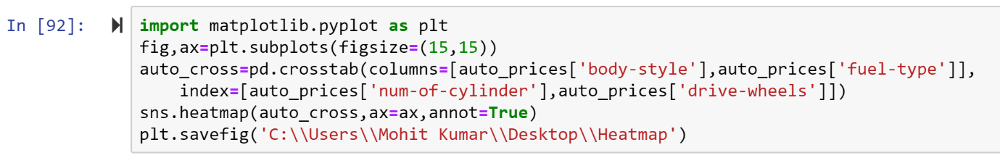 In [92]: import matplotlib.pyplot as plt
fig,ax=plt.subplots(figsize=(15,15))
auto_cross=pd.crosstab(columns=[auto_prices['body-style'],auto_prices['fuel-type']],
    index=[auto_prices['num-of-cylinder'],auto_prices['drive-wheels']])
sns.heatmap(auto_cross,ax=ax,annot=True)
plt.savefig('C:\\Users\\Mohit Kumar\\Desktop\\Heatmap')